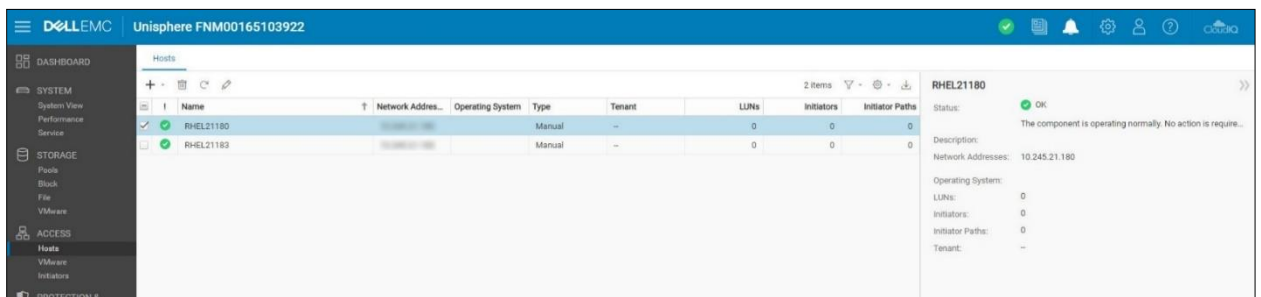 DELLEMC Unisphere FNM00165103922 CloudIQ
DASHBOARD
SYSTEM
System View
Performance
Service
STORAGE
Pools
Block
File
VMware
ACCESS
Hosts
VMware
Initiators
PROTECTION &
Hosts
2 items
! Name ↑ Network Addres... Operating System Type Tenant LUNs Initiators Initiator Paths
RHEL21180 Manual -- 0 0 0
RHEL21183 Manual -- 0 0 0
RHEL21180
Status: OK
The component is operating normally. No action is require...
Description:
Network Addresses: 10.245.21.180
Operating System:
LUNs: 0
Initiators: 0
Initiator Paths: 0
Tenant: --